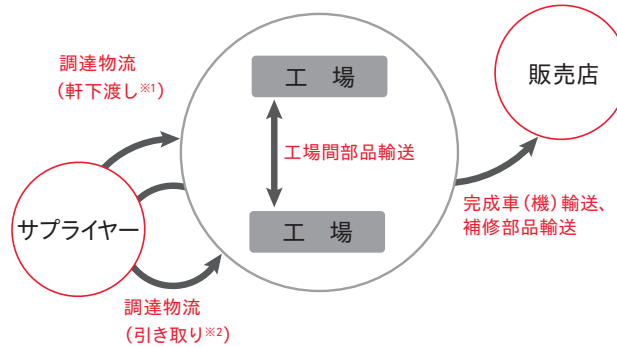 調達物流
（軒下渡し※1）
工　場
販売店
工場間部品輸送
サプライヤー
工　場
完成車（機）輸送、
補修部品輸送
調達物流
（引き取り※2）